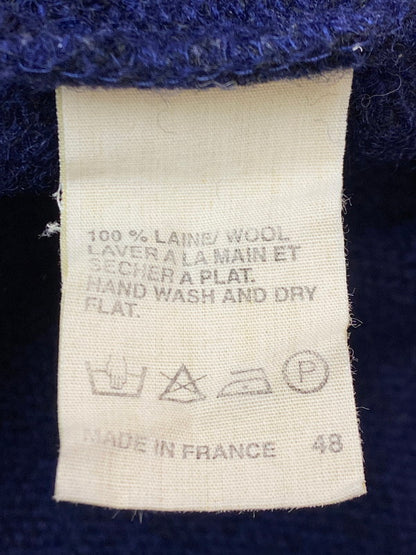 100 % LAINE/ WOOL
LAVER A LA MAIN ET
SECHER A PLAT.
HAND WASH AND DRY
FLAT.
P
MADE IN FRANCE 48